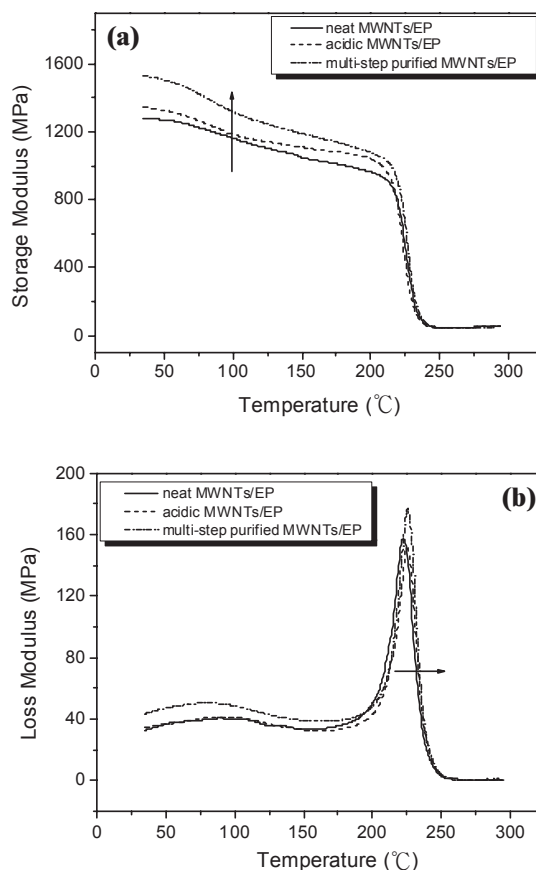 (a)
neat MWNTs/EP
acidic MWNTs/EP
multi-step purified MWNTs/EP
1600
1200
800
400
0
Storage Modulus (MPa)
0 50 100 150 200 250 300
Temperature (℃)
(b)
neat MWNTs/EP
acidic MWNTs/EP
multi-step purified MWNTs/EP
200
160
120
80
40
0
Loss Modulus (MPa)
0 50 100 150 200 250 300
Temperature (℃)